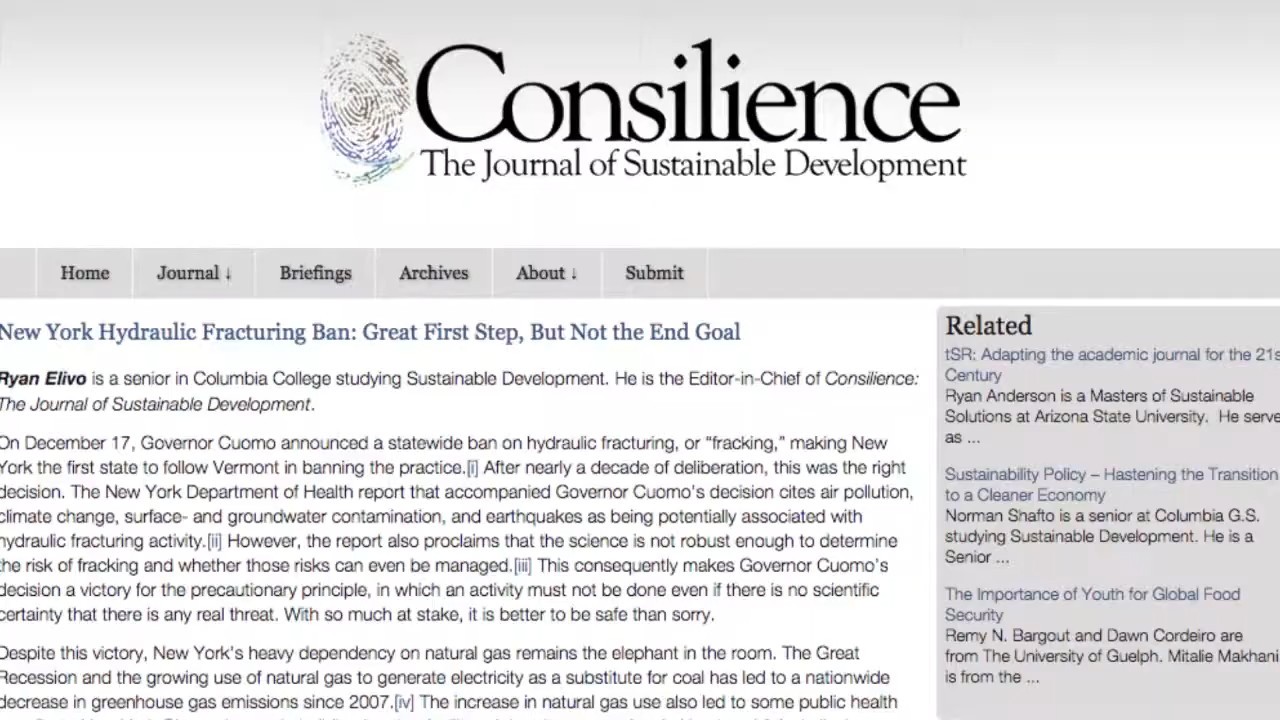 Consilience
The Journal of Sustainable Development
Home Journal ↓ Briefings Archives About ↓ Submit
New York Hydraulic Fracturing Ban: Great First Step, But Not the End Goal
Ryan Elivo is a senior in Columbia College studying Sustainable Development. He is the Editor-in-Chief of Consilience:
The Journal of Sustainable Development.
On December 17, Governor Cuomo announced a statewide ban on hydraulic fracturing, or “fracking,” making New
York the first state to follow Vermont in banning the practice.[i] After nearly a decade of deliberation, this was the right
decision. The New York Department of Health report that accompanied Governor Cuomo’s decision cites air pollution,
climate change, surface- and groundwater contamination, and earthquakes as being potentially associated with
hydraulic fracturing activity.[ii] However, the report also proclaims that the science is not robust enough to determine
the risk of fracking and whether those risks can even be managed.[iii] This consequently makes Governor Cuomo’s
decision a victory for the precautionary principle, in which an activity must not be done even if there is no scientific
certainty that there is any real threat. With so much at stake, it is better to be safe than sorry.
Despite this victory, New York’s heavy dependency on natural gas remains the elephant in the room. The Great
Recession and the growing use of natural gas to generate electricity as a substitute for coal has led to a nationwide
decrease in greenhouse gas emissions since 2007.[iv] The increase in natural gas use also led to some public health
Related
tSR: Adapting the academic journal for the 21s
Century
Ryan Anderson is a Masters of Sustainable
Solutions at Arizona State University. He serve
as ...
Sustainability Policy – Hastening the Transition
to a Cleaner Economy
Norman Shafto is a senior at Columbia G.S.
studying Sustainable Development. He is a
Senior ...
The Importance of Youth for Global Food
Security
Remy N. Bargout and Dawn Cordeiro are
from The University of Guelph. Mitalie Makhani
is from the ...